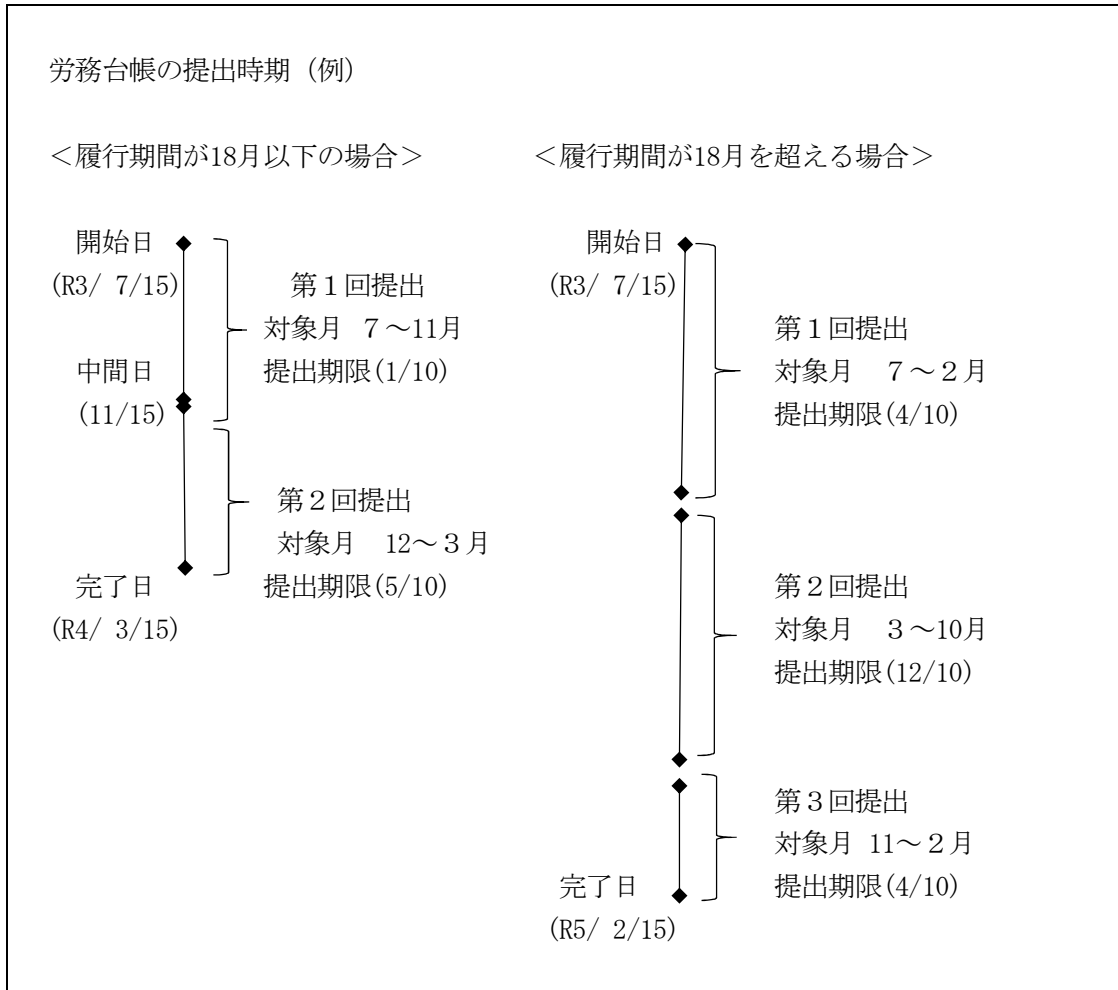 労務台帳の提出時期（例）
＜履行期間が18月以下の場合＞
開始日
(R3/ 7/15)
第１回提出
対象月 ７～11月
提出期限(1/10)
中間日
(11/15)
第２回提出
対象月　12～３月
提出期限(5/10)
完了日
(R4/ 3/15)
＜履行期間が18月を超える場合＞
開始日
(R3/ 7/15)
第１回提出
対象月　７～２月
提出期限(4/10)
第２回提出
対象月　３～10月
提出期限(12/10)
第３回提出
対象月 11～２月
提出期限(4/10)
完了日
(R5/ 2/15)